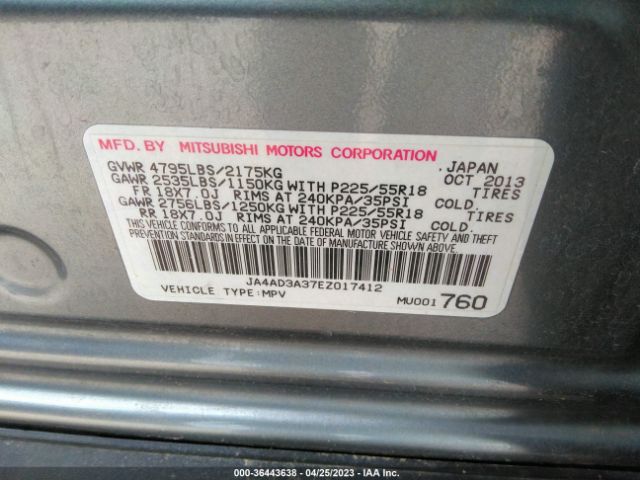 MFD. BY MITSUBISHI MOTORS CORPORATION
GVWR 4795LBS/2175KG JAPAN
GAWR 2535LBS/1150KG WITH P225/55R18 OCT 2013
FR 18X7.0J RIMS AT 240KPA/35PSI COLD. TIRES
GAWR 2756LBS/1250KG WITH P225/55R18 TIRES
RR 18X7.0J RIMS AT 240KPA/35PSI COLD.
THIS VEHICLE CONFORMS TO ALL APPLICABLE FEDERAL MOTOR VEHICLE SAFETY AND THEFT
PREVENTION STANDARDS IN EFFECT ON THE DATE OF MANUFACTURE SHOWN ABOVE.
JA4AD3A37EZ017412
VEHICLE TYPE:MPV MU001760
000-36443638 - 04/25/2023 - IAA Inc.